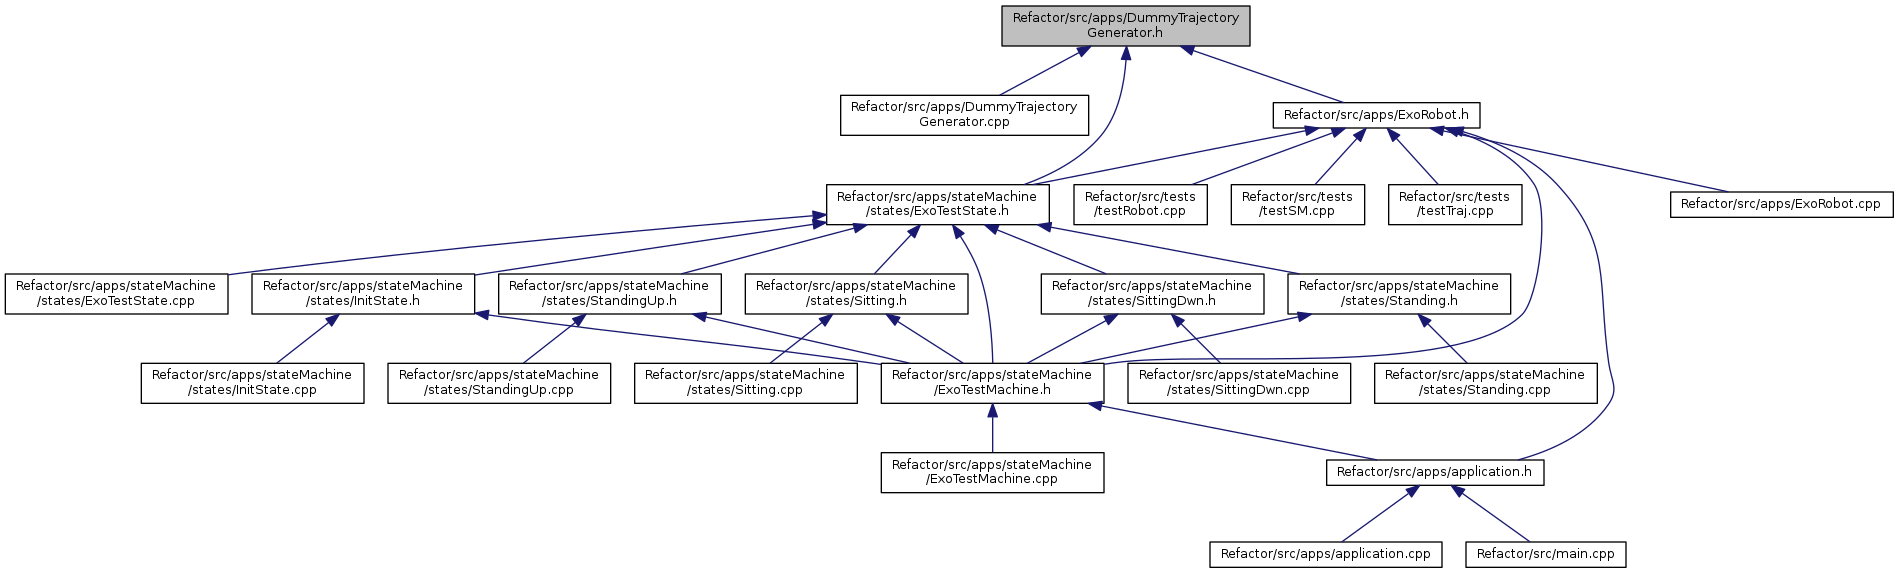 Refactor/src/apps/DummyTrajectory
Generator.h
Refactor/src/apps/DummyTrajectory
Generator.cpp
Refactor/src/apps/ExoRobot.h
Refactor/src/apps/stateMachine
/states/ExoTestState.h
Refactor/src/tests
/testRobot.cpp
Refactor/src/tests
/testSM.cpp
Refactor/src/tests
/testTraj.cpp
Refactor/src/apps/ExoRobot.cpp
Refactor/src/apps/stateMachine
/states/ExoTestState.cpp
Refactor/src/apps/stateMachine
/states/InitState.h
Refactor/src/apps/stateMachine
/states/StandingUp.h
Refactor/src/apps/stateMachine
/states/Sitting.h
Refactor/src/apps/stateMachine
/states/SittingDwn.h
Refactor/src/apps/stateMachine
/states/Standing.h
Refactor/src/apps/stateMachine
/states/InitState.cpp
Refactor/src/apps/stateMachine
/states/StandingUp.cpp
Refactor/src/apps/stateMachine
/states/Sitting.cpp
Refactor/src/apps/stateMachine
/ExoTestMachine.h
Refactor/src/apps/stateMachine
/states/SittingDwn.cpp
Refactor/src/apps/stateMachine
/states/Standing.cpp
Refactor/src/apps/stateMachine
/ExoTestMachine.cpp
Refactor/src/apps/application.h
Refactor/src/apps/application.cpp
Refactor/src/main.cpp